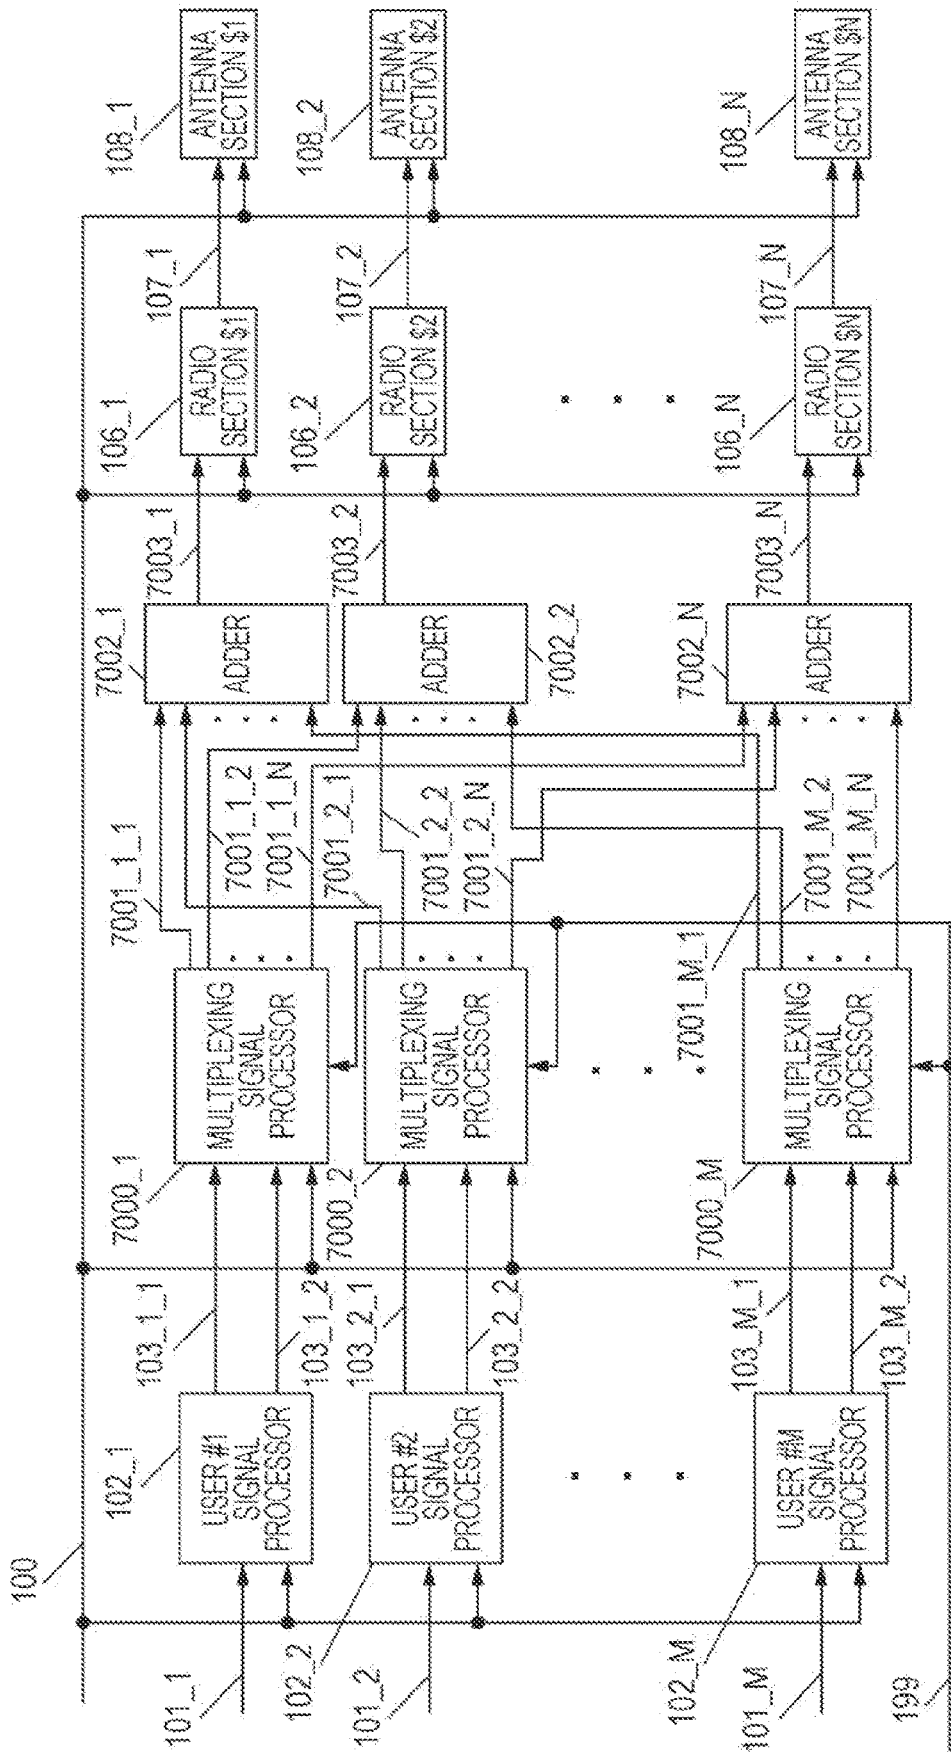 100
101_1
102_1
USER #1
SIGNAL
PROCESSOR
103_1_1
103_1_2
7000_1
MULTIPLEXING
SIGNAL
PROCESSOR
7001_1_1
7001_1_2
7001_1_N
7002_1
ADDER
7003_1
106_1
RADIO
SECTION $1
107_1
108_1
ANTENNA
SECTION $1
101_2
102_2
USER #2
SIGNAL
PROCESSOR
103_2_1
103_2_2
7000_2
MULTIPLEXING
SIGNAL
PROCESSOR
7001_2_1
7001_2_2
7001_2_N
ADDER
7002_2
7003_2
106_2
RADIO
SECTION $2
107_2
108_2
ANTENNA
SECTION $2
101_M
102_M
USER #M
SIGNAL
PROCESSOR
103_M_1
103_M_2
7000_M
MULTIPLEXING
SIGNAL
PROCESSOR
7001_M_1
7001_M_2
7001_M_N
7002_N
ADDER
7003_N
106_N
RADIO
SECTION $N
107_N
108_N
ANTENNA
SECTION $N
199